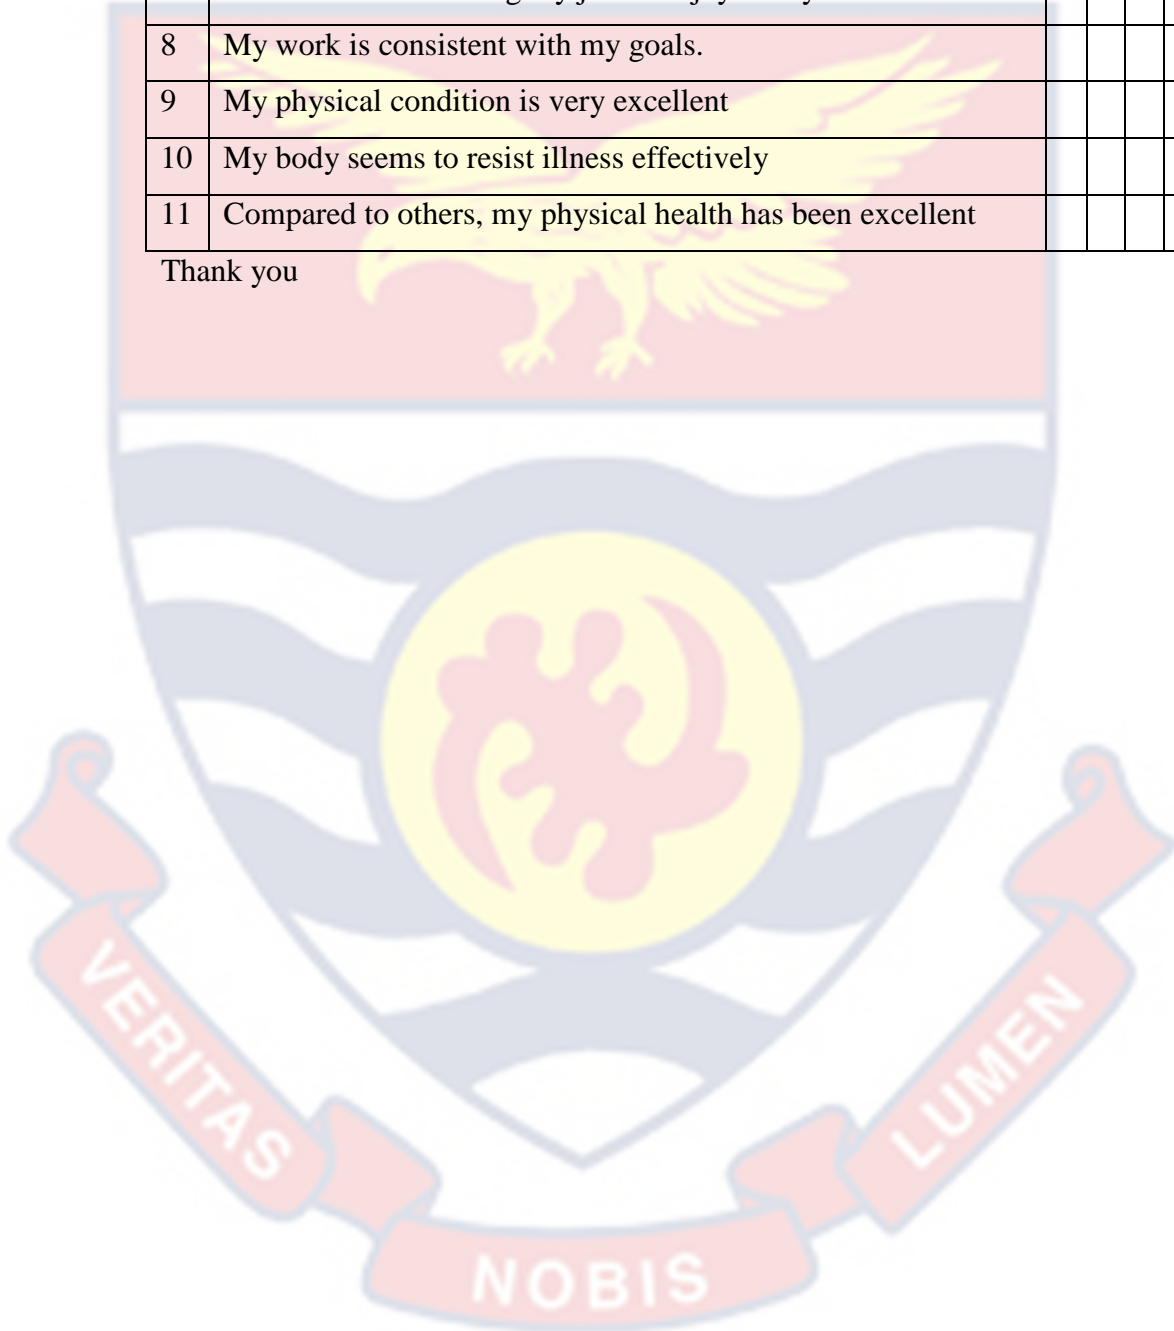 8 My work is consistent with my goals.
9 My physical condition is very excellent
10 My body seems to resist illness effectively
11 Compared to others, my physical health has been excellent
Thank you
VERITAS
NOBIS
LUMEN